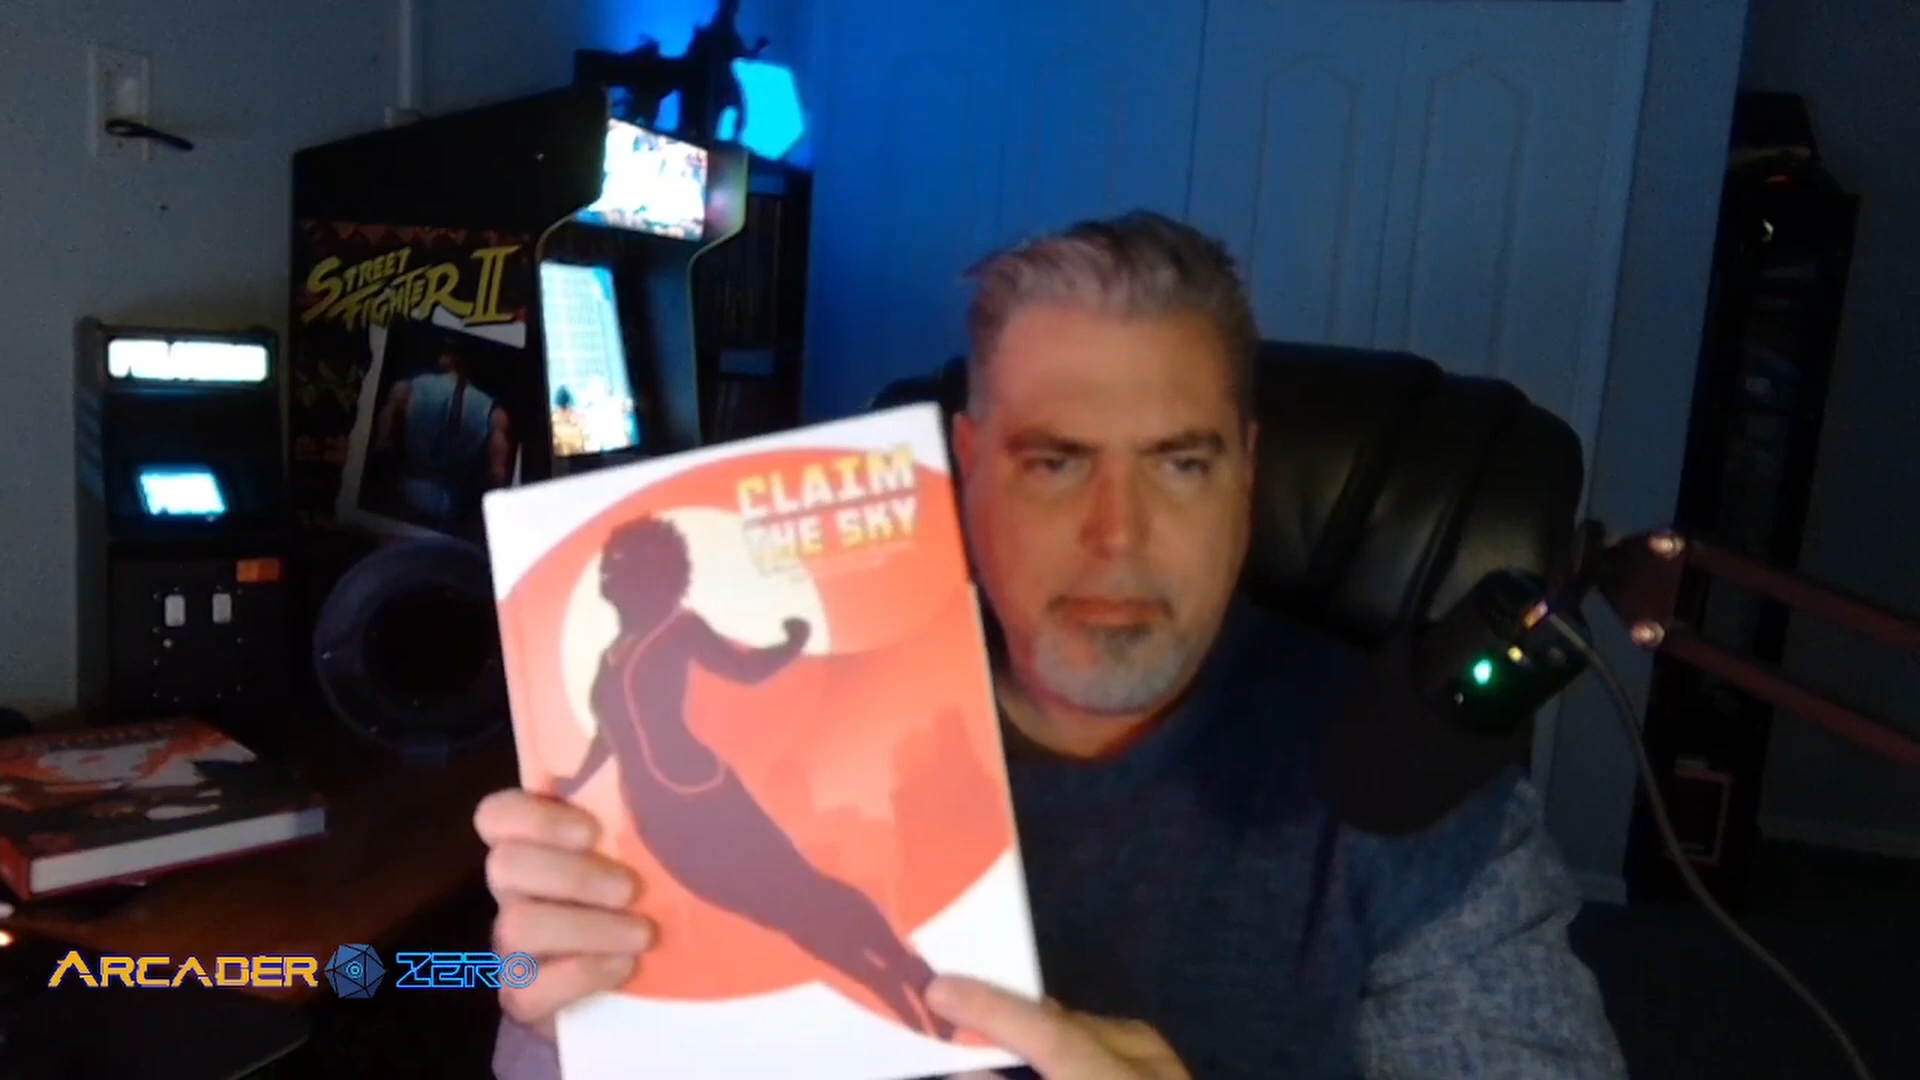 STREET
FIGHTER II
CLAIM
THE SKY
ARCADER ZERO